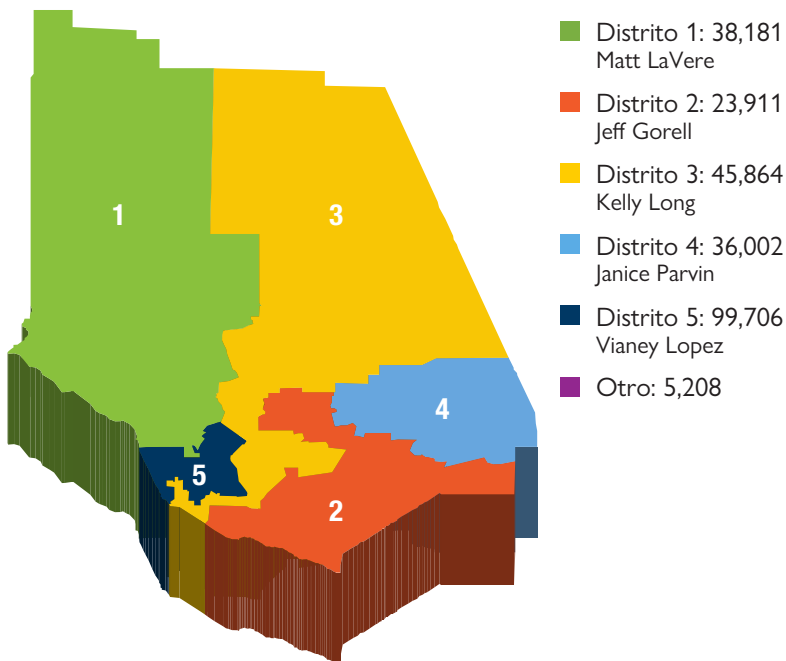 Distrito 1: 38,181
Matt LaVere
Distrito 2: 23,911
Jeff Gorell
Distrito 3: 45,864
Kelly Long
Distrito 4: 36,002
Janice Parvin
Distrito 5: 99,706
Vianey Lopez
Otro: 5,208
1
3
4
5
2